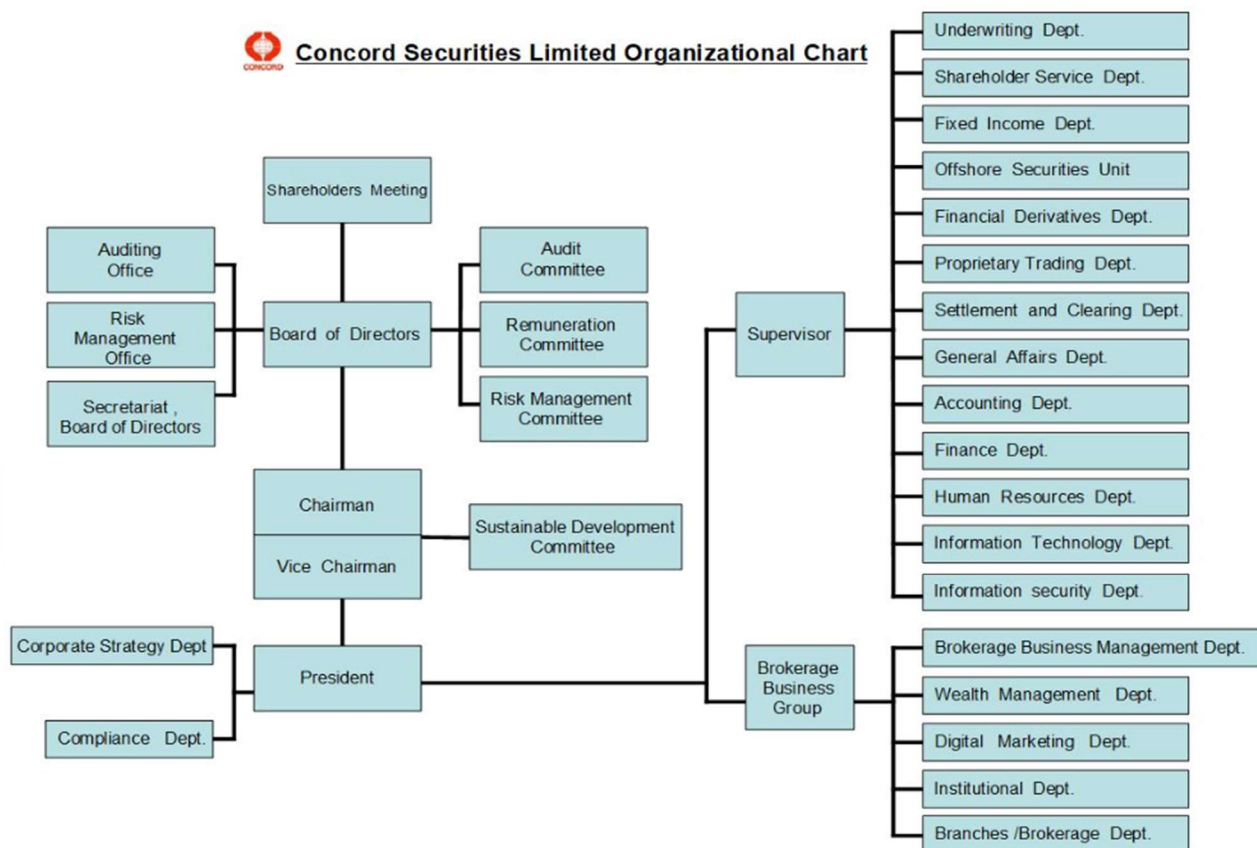 CONCORD
Concord Securities Limited Organizational Chart
Shareholders Meeting
Auditing
Office
Risk
Management
Office
Secretariat ,
Board of Directors
Board of Directors
Audit
Committee
Remuneration
Committee
Risk Management
Committee
Chairman
Vice Chairman
Sustainable Development
Committee
Corporate Strategy Dept
Compliance Dept.
President
Supervisor
Underwriting Dept.
Shareholder Service Dept.
Fixed Income Dept.
Offshore Securities Unit
Financial Derivatives Dept.
Proprietary Trading Dept.
Settlement and Clearing Dept.
General Affairs Dept.
Accounting Dept.
Finance Dept.
Human Resources Dept.
Information Technology Dept.
Information security Dept.
Brokerage
Business
Group
Brokerage Business Management Dept.
Wealth Management Dept.
Digital Marketing Dept.
Institutional Dept.
Branches /Brokerage Dept.